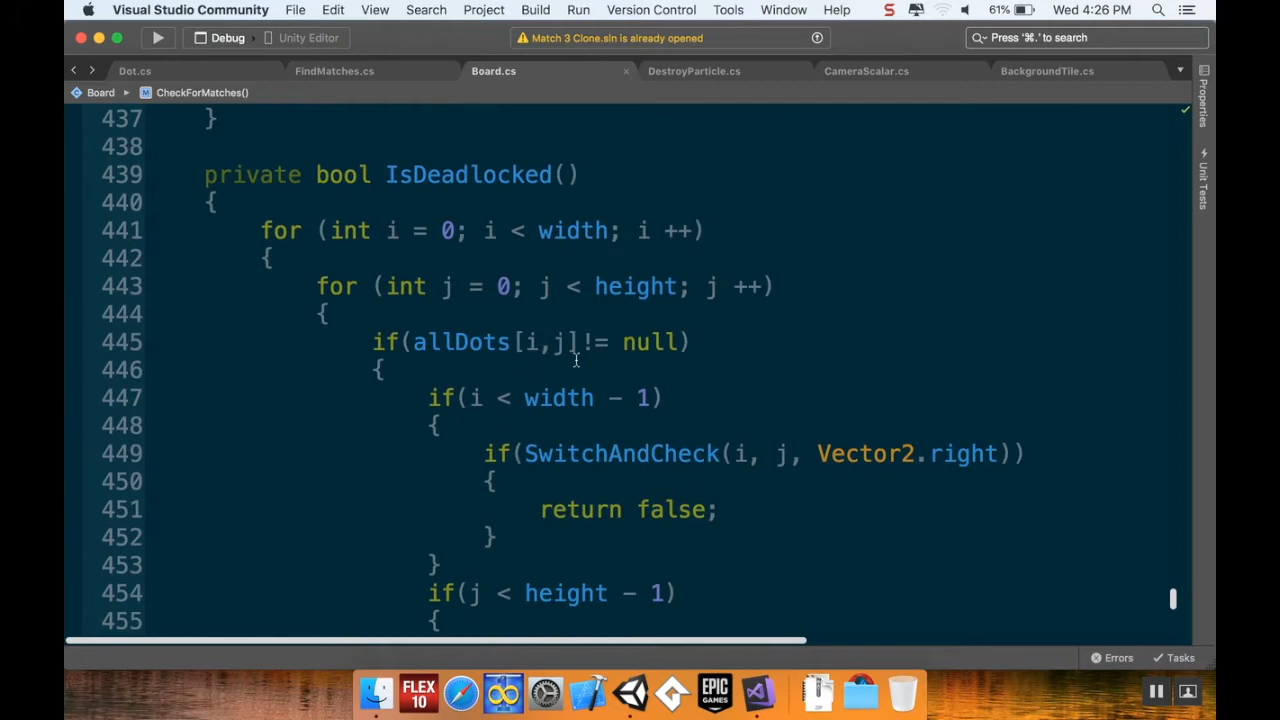 Visual Studio Community File Edit View Search Project Build Run Version Control Tools Window Help S 61% Wed 4:26 PM
Debug Unity Editor Match 3 Clone.sln is already opened Press '⌘.' to search
Dot.cs FindMatches.cs Board.cs × DestroyParticle.cs CameraScalar.cs BackgroundTile.cs
Board CheckForMatches()
Properties
Unit Tests
437 }
438
439 private bool IsDeadlocked()
440 {
441 for (int i = 0; i < width; i ++)
442 {
443 for (int j = 0; j < height; j ++)
444 {
445 if(allDots[i,j]!= null)
446 {
447 if(i < width - 1)
448 {
449 if(SwitchAndCheck(i, j, Vector2.right))
450 {
451 return false;
452 }
453 }
454 if(j < height - 1)
455 {
Errors Tasks
FLEX 10 EPIC GAMES ZIP